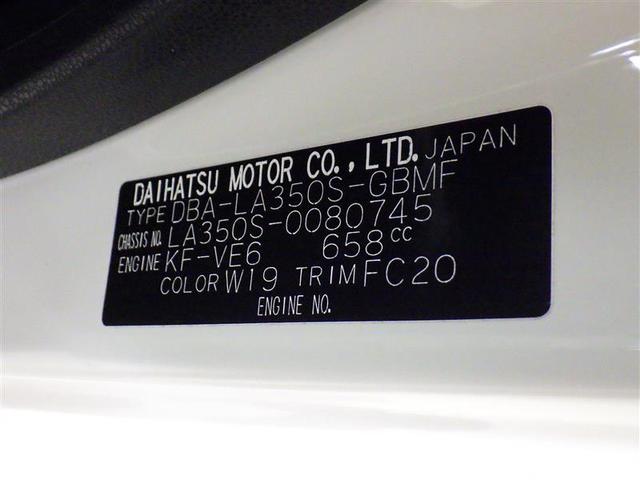 DAIHATSU MOTOR CO., LTD. JAPAN
TYPE DBA-LA350S-GBMF
CHASSIS NO. LA350S-0080745
ENGINE KF-VE6 658cc
COLOR W19 TRIM FC20
ENGINE NO.